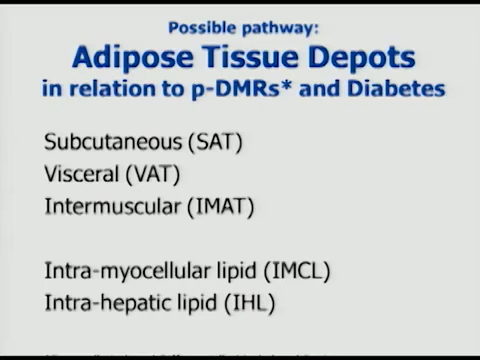 Possible pathway:
Adipose Tissue Depots
in relation to p-DMRs* and Diabetes
Subcutaneous (SAT)
Visceral (VAT)
Intermuscular (IMAT)
Intra-myocellular lipid (IMCL)
Intra-hepatic lipid (IHL)